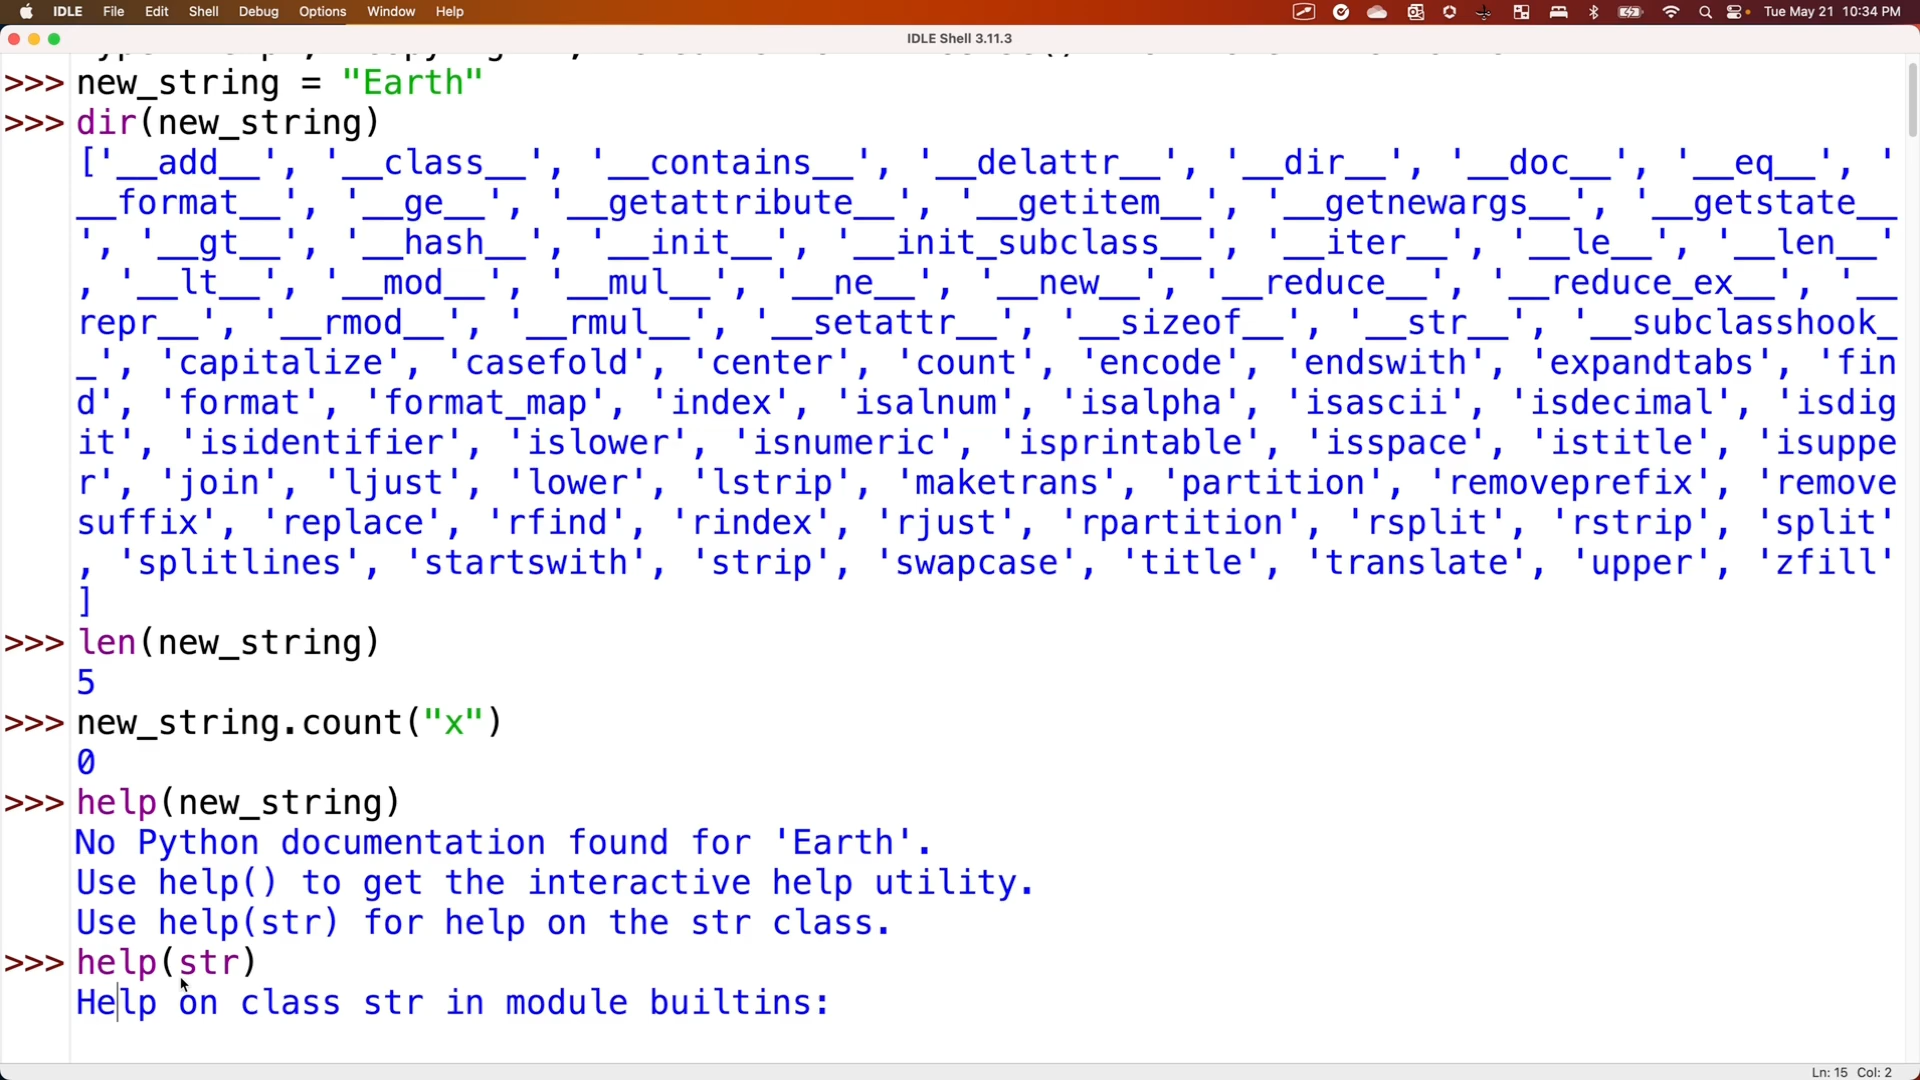 IDLE File Edit Shell Debug Options Window Help Tue May 21 10:34 PM
IDLE Shell 3.11.3
>>> new_string = "Earth"
>>> dir(new_string)
['__add__', '__class__', '__contains__', '__delattr__', '__dir__', '__doc__', '__eq__', '
__format__', '__ge__', '__getattribute__', '__getitem__', '__getnewargs__', '__getstate__
', '__gt__', '__hash__', '__init__', '__init_subclass__', '__iter__', '__le__', '__len__'
, '__lt__', '__mod__', '__mul__', '__ne__', '__new__', '__reduce__', '__reduce_ex__', '__
repr__', '__rmod__', '__rmul__', '__setattr__', '__sizeof__', '__str__', '__subclasshook_
_', 'capitalize', 'casefold', 'center', 'count', 'encode', 'endswith', 'expandtabs', 'fin
d', 'format', 'format_map', 'index', 'isalnum', 'isalpha', 'isascii', 'isdecimal', 'isdig
it', 'isidentifier', 'islower', 'isnumeric', 'isprintable', 'isspace', 'istitle', 'isuppe
r', 'join', 'ljust', 'lower', 'lstrip', 'maketrans', 'partition', 'removeprefix', 'remove
suffix', 'replace', 'rfind', 'rindex', 'rjust', 'rpartition', 'rsplit', 'rstrip', 'split'
, 'splitlines', 'startswith', 'strip', 'swapcase', 'title', 'translate', 'upper', 'zfill'
]
>>> len(new_string)
5
>>> new_string.count("x")
0
>>> help(new_string)
No Python documentation found for 'Earth'.
Use help() to get the interactive help utility.
Use help(str) for help on the str class.
>>> help(str)
Help on class str in module builtins:
Ln: 15 Col: 2